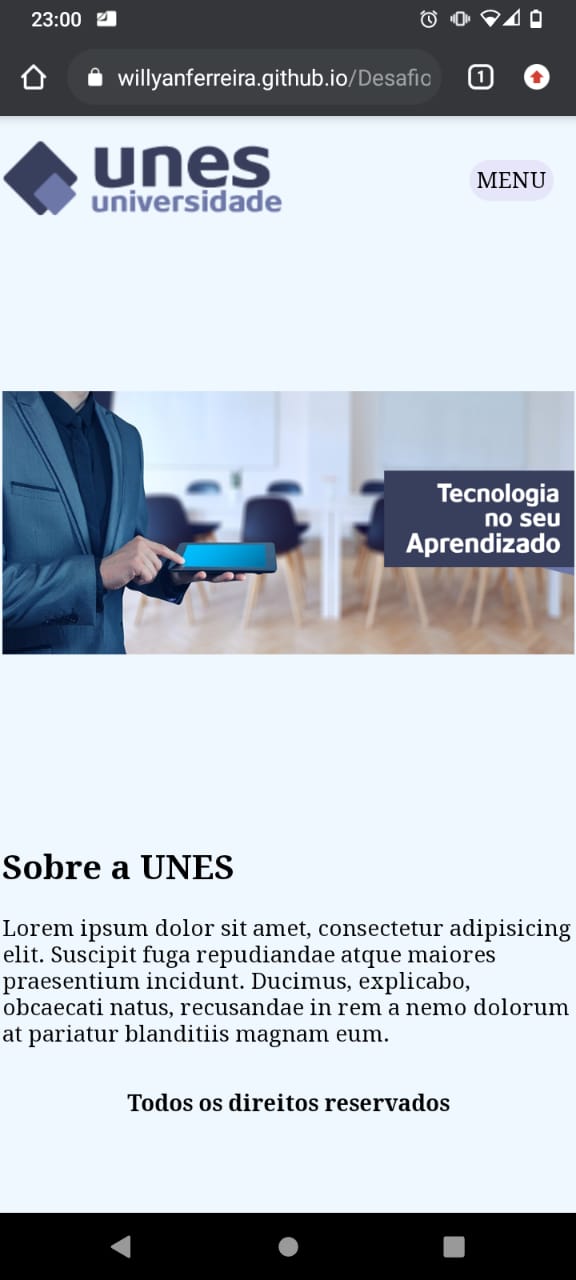 23:00
willyanferreira.github.io/Desafio
1
unes
universidade
MENU
Tecnologia
no seu
Aprendizado
Sobre a UNES
Lorem ipsum dolor sit amet, consectetur adipisicing
elit. Suscipit fuga repudiandae atque maiores
praesentium incidunt. Ducimus, explicabo,
obcaecati natus, recusandae in rem a nemo dolorum
at pariatur blanditiis magnam eum.
Todos os direitos reservados